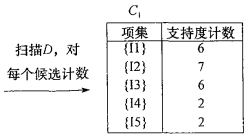 C₁
扫描D，对
每个候选计数
项集 支持度计数
{I1} 6
{I2} 7
{I3} 6
{I4} 2
{I5} 2